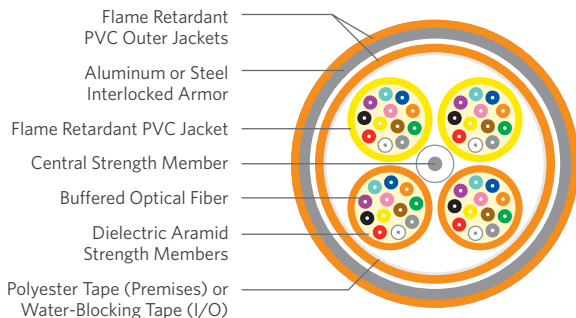 Flame Retardant
PVC Outer Jackets
Aluminum or Steel
Interlocked Armor
Flame Retardant PVC Jacket
Central Strength Member
Buffered Optical Fiber
Dielectric Aramid
Strength Members
Polyester Tape (Premises) or
Water-Blocking Tape (I/O)